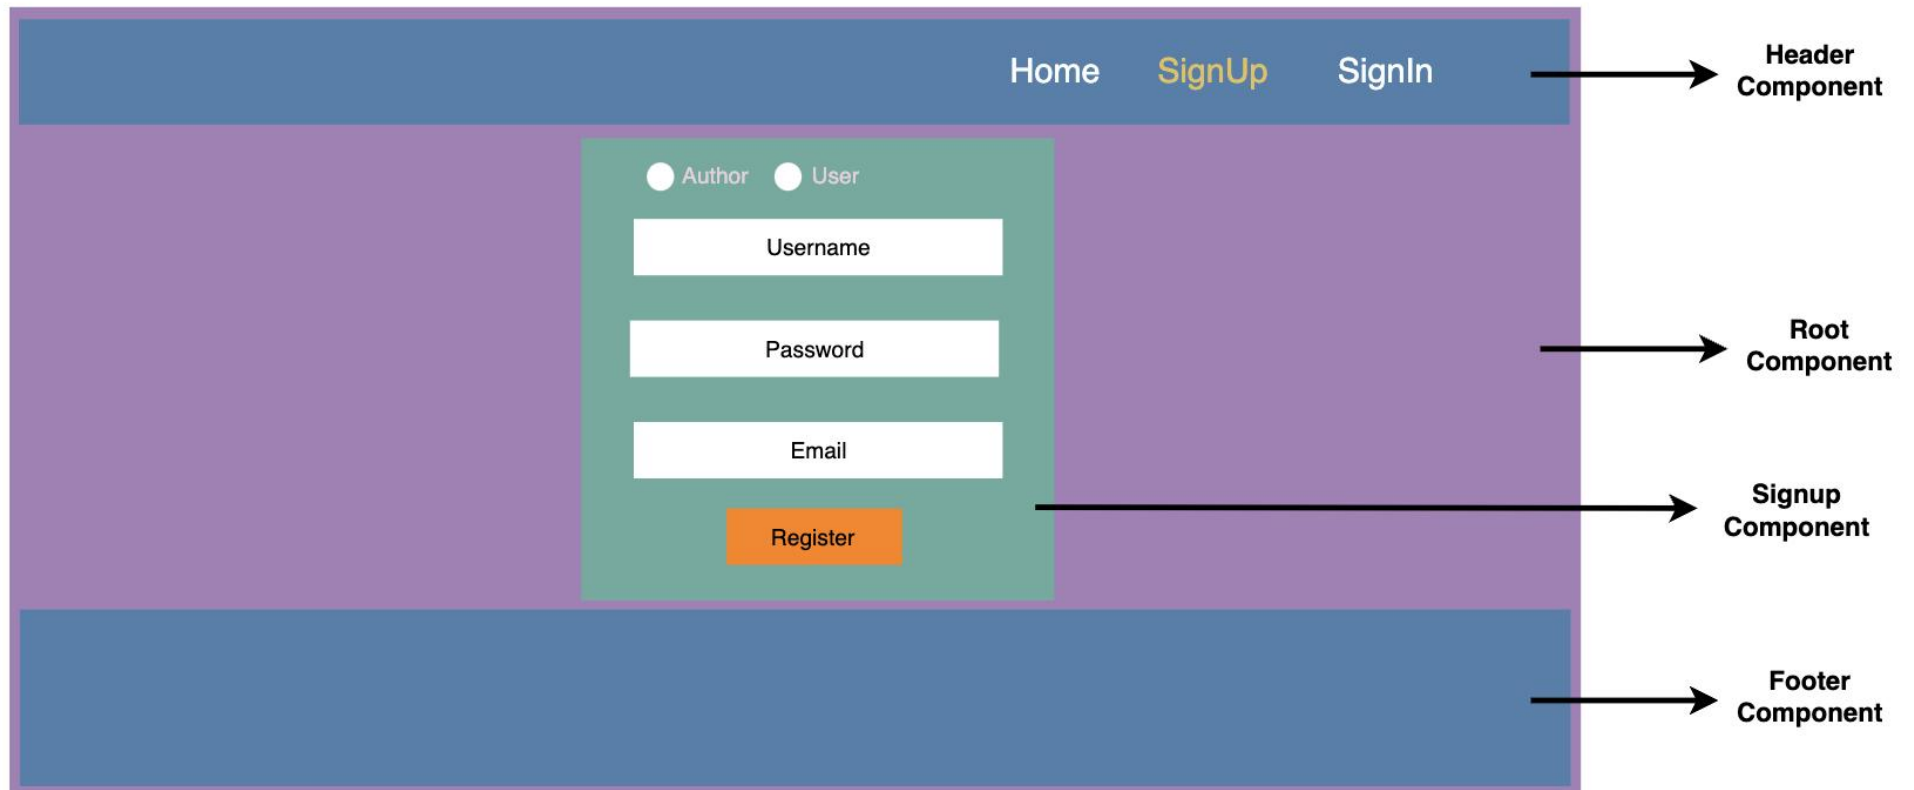 Home SignUp SignIn
Header
Component
Author User
Username
Password
Email
Register
Root
Component
Signup
Component
Footer
Component